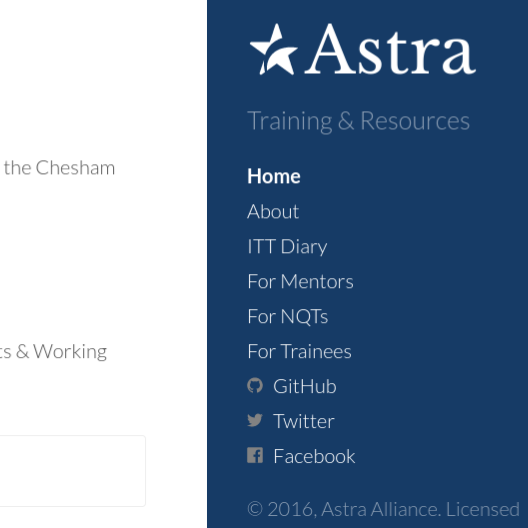 Astra
Training & Resources
the Chesham
Home
About
ITT Diary
For Mentors
For NQTs
& Working
For Trainees
GitHub
Twitter
Facebook
© 2016, Astra Alliance. Licensed